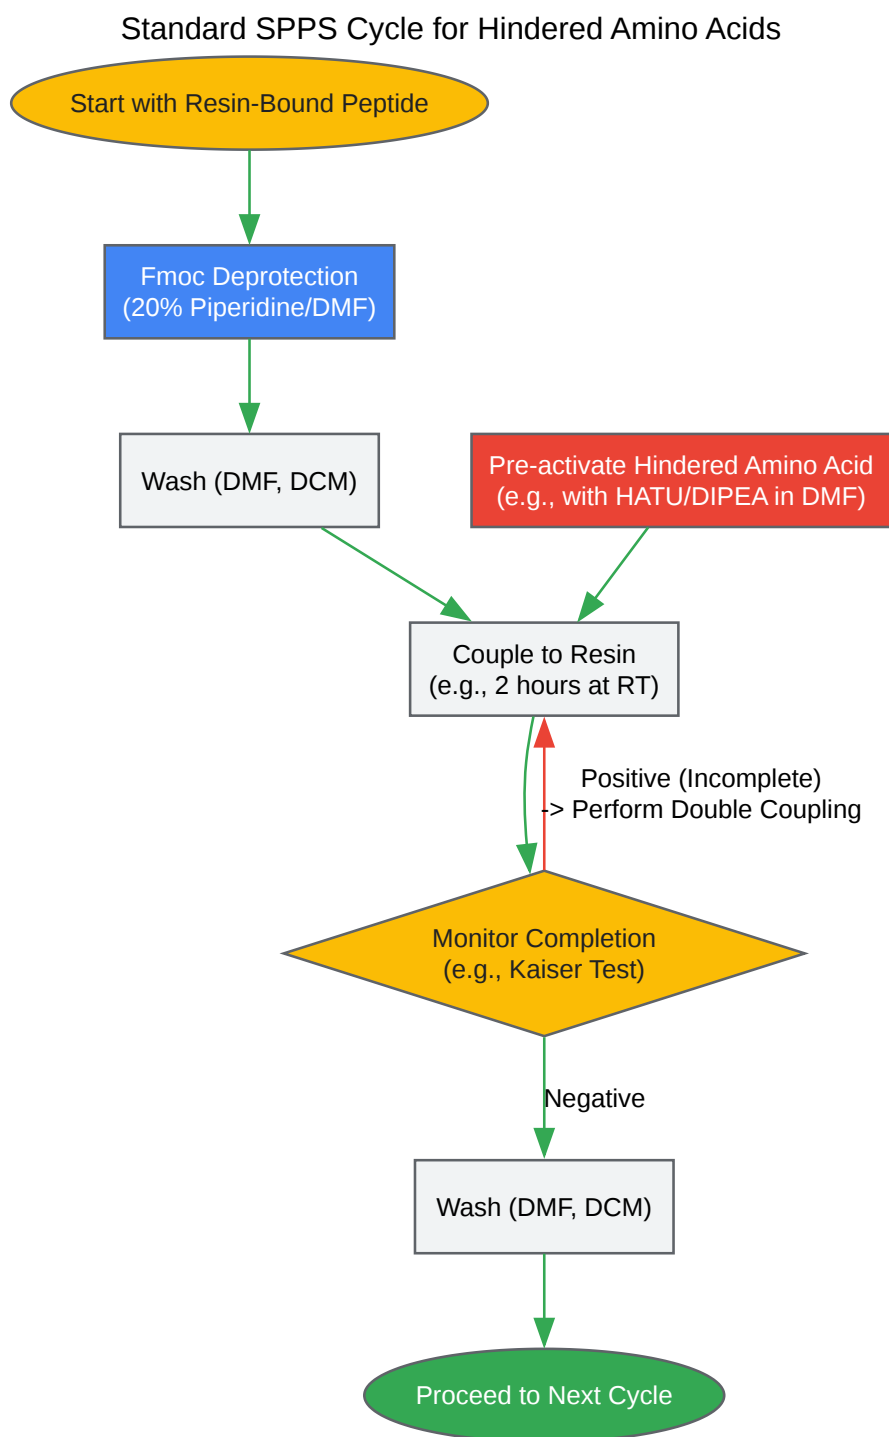 Standard SPPS Cycle for Hindered Amino Acids
Start with Resin-Bound Peptide
Fmoc Deprotection
(20% Piperidine/DMF)
Wash (DMF, DCM)
Pre-activate Hindered Amino Acid
(e.g., with HATU/DIPEA in DMF)
Couple to Resin
(e.g., 2 hours at RT)
Positive (Incomplete)
-> Perform Double Coupling
Monitor Completion
(e.g., Kaiser Test)
Negative
Wash (DMF, DCM)
Proceed to Next Cycle